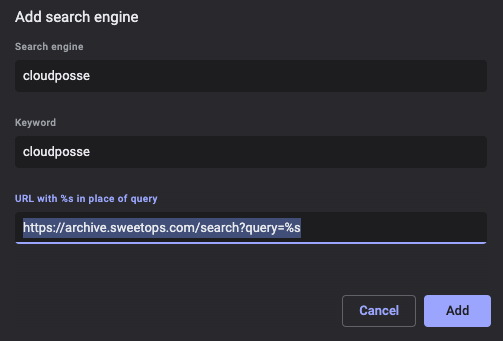 Add search engine
Search engine
cloudposse
Keyword
cloudposse
URL with %s in place of query
https://archive.sweetops.com/search?query=%s
Cancel
Add